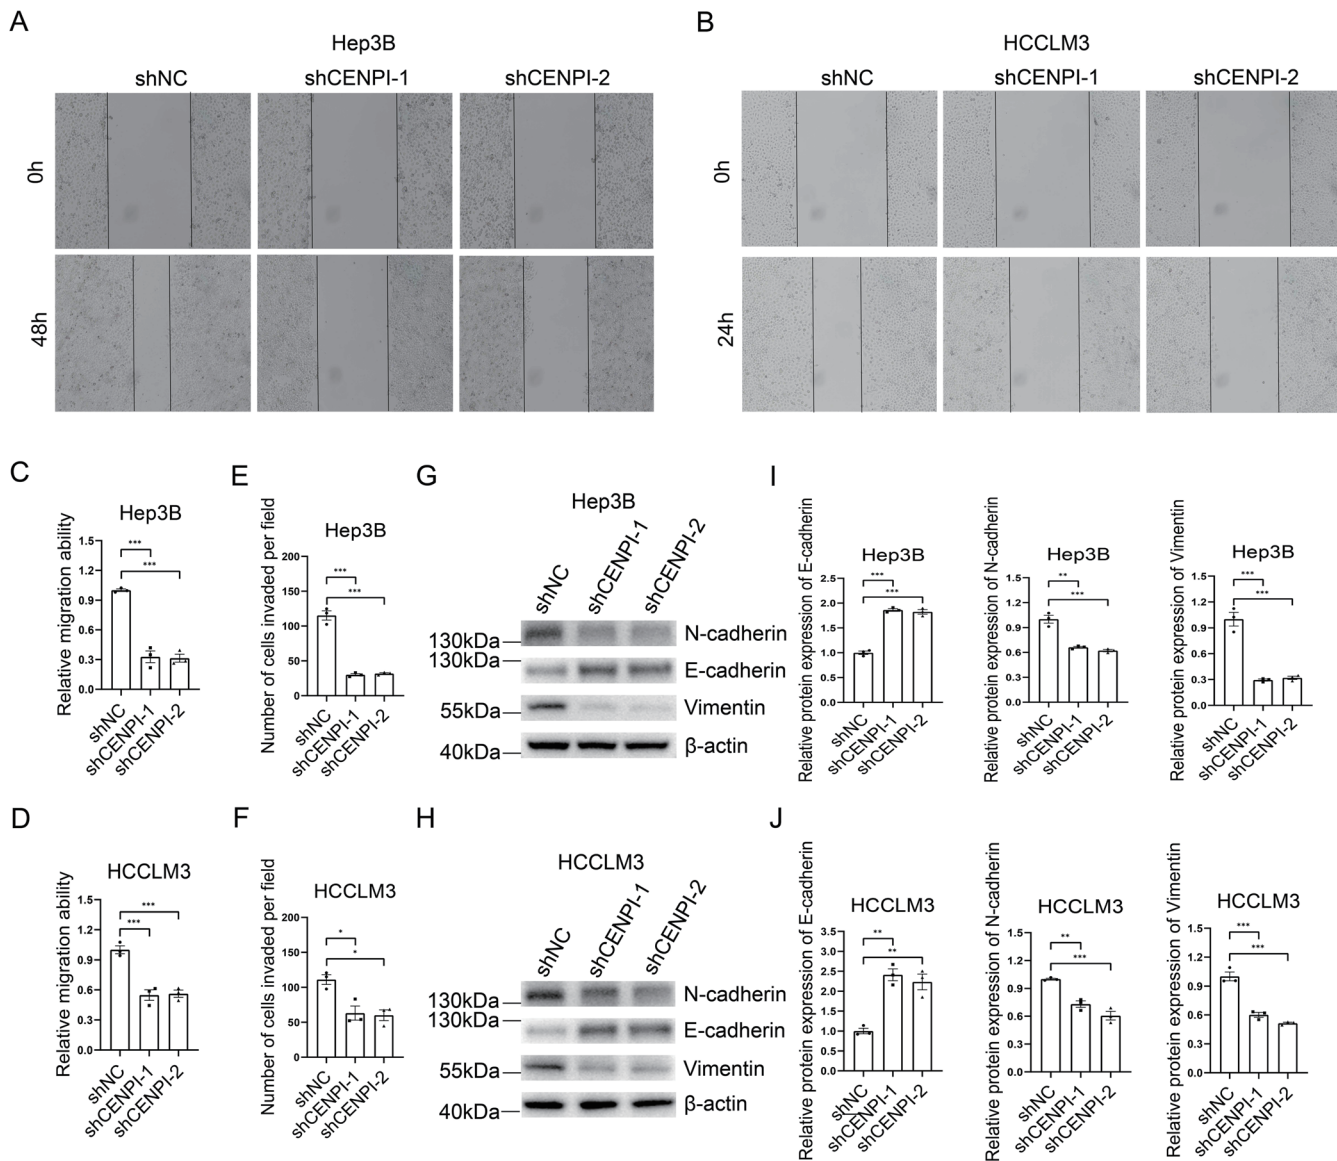 A
Hep3B
shNC shCENPI-1 shCENPI-2
0h
48h
B
HCCLM3
shNC shCENPI-1 shCENPI-2
0h
24h
C
Hep3B
Relative migration ability
1.5
1.2
0.9
0.6
0.3
0.0
***
***
shNC
shCENPI-1
shCENPI-2
E
Hep3B
Number of cells invaded per field
200
150
100
50
0
***
***
shNC
shCENPI-1
shCENPI-2
G
Hep3B
shNC
shCENPI-1
shCENPI-2
130kDa N-cadherin
130kDa E-cadherin
55kDa Vimentin
40kDa β-actin
I
Hep3B
Relative protein expression of E-cadherin
2.5
2.0
1.5
1.0
0.5
0.0
***
***
shNC
shCENPI-1
shCENPI-2
Hep3B
Relative protein expression of N-cadherin
1.5
1.2
0.9
0.6
0.3
0.0
**
***
shNC
shCENPI-1
shCENPI-2
Hep3B
Relative protein expression of Vimentin
1.5
1.2
0.9
0.6
0.3
0.0
***
***
shNC
shCENPI-1
shCENPI-2
D
HCCLM3
Relative migration ability
1.5
1.2
0.9
0.6
0.3
0.0
***
***
shNC
shCENPI-1
shCENPI-2
F
HCCLM3
Number of cells invaded per field
200
150
100
50
0
*
*
shNC
shCENPI-1
shCENPI-2
H
HCCLM3
shNC
shCENPI-1
shCENPI-2
130kDa N-cadherin
130kDa E-cadherin
55kDa Vimentin
40kDa β-actin
J
HCCLM3
Relative protein expression of E-cadherin
3.5
3.0
2.5
2.0
1.5
1.0
0.5
0.0
**
**
shNC
shCENPI-1
shCENPI-2
HCCLM3
Relative protein expression of N-cadherin
1.5
1.2
0.9
0.6
0.3
0.0
**
***
shNC
shCENPI-1
shCENPI-2
HCCLM3
Relative protein expression of Vimentin
1.5
1.2
0.9
0.6
0.3
0.0
***
***
shNC
shCENPI-1
shCENPI-2